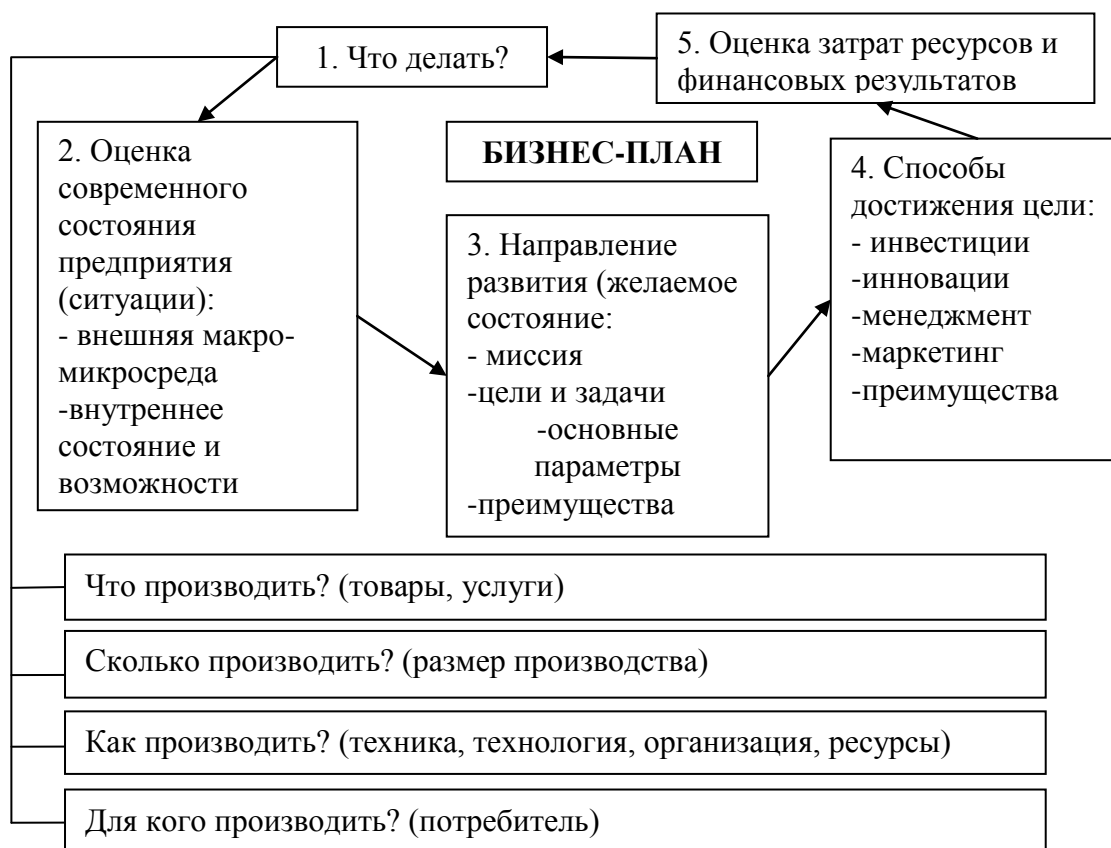 1. Что делать?
5. Оценка затрат ресурсов и
финансовых результатов
БИЗНЕС-ПЛАН
2. Оценка
современного
состояния
предприятия
(ситуации):
- внешняя макро-
микросреда
-внутреннее
состояние и
возможности
3. Направление
развития (желаемое
состояние:
- миссия
-цели и задачи
-основные
параметры
-преимущества
4. Способы
достижения цели:
- инвестиции
-инновации
-менеджмент
-маркетинг
-преимущества
Что производить? (товары, услуги)
Сколько производить? (размер производства)
Как производить? (техника, технология, организация, ресурсы)
Для кого производить? (потребитель)